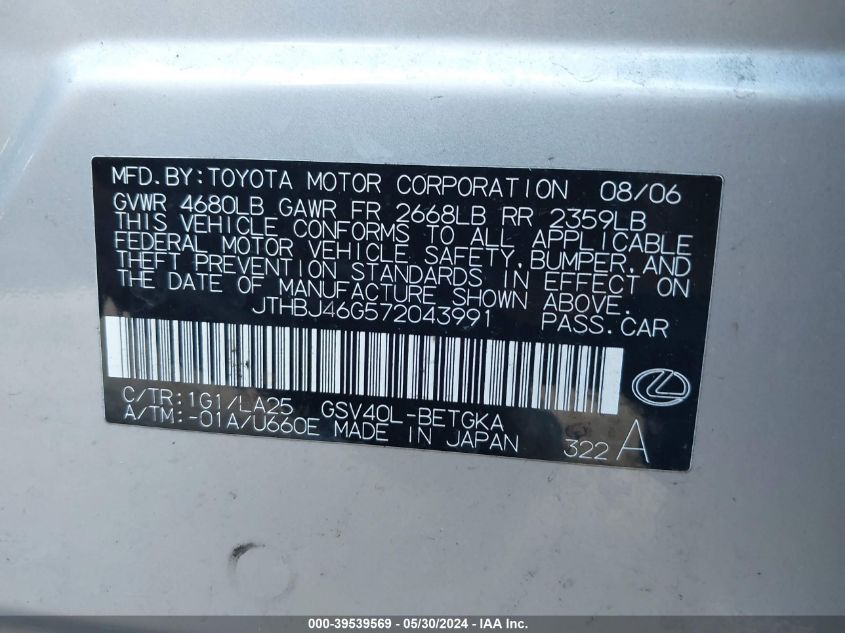 MFD.BY:TOYOTA MOTOR CORPORATION 08/06
GVWR 4680LB GAWR FR 2668LB RR 2359LB
THIS VEHICLE CONFORMS TO ALL APPLICABLE
FEDERAL MOTOR VEHICLE SAFETY,BUMPER,AND
THEFT PREVENTION STANDARDS IN EFFECT ON
THE DATE OF MANUFACTURE SHOWN ABOVE.
JTHBJ46G572043991 PASS.CAR
C/TR:1G1/LA25 GSV40L-BETGKA
A/TM:-01A/U660E MADE IN JAPAN
322 A
000-39539569 - 05/30/2024 - IAA Inc.